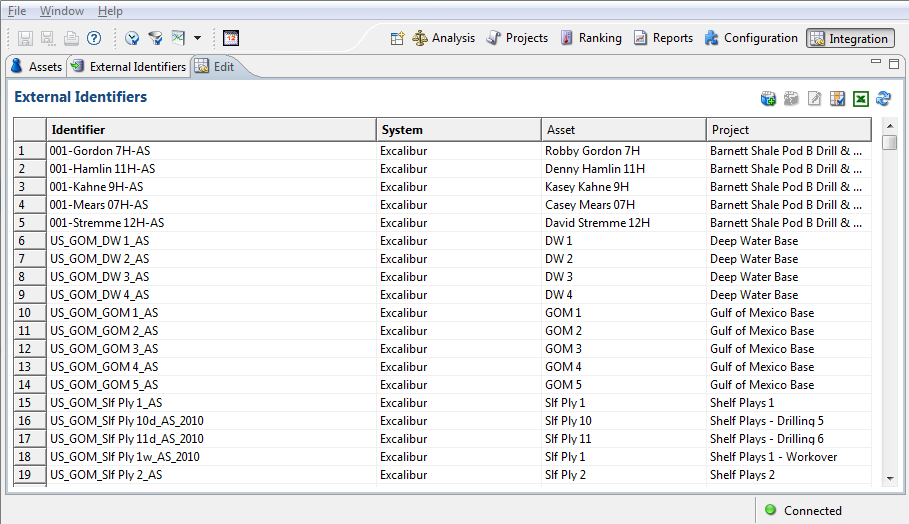 File Window Help
12 Analysis Projects Ranking Reports Configuration Integration
Assets External Identifiers Edit
External Identifiers
Identifier System Asset Project
1 001-Gordon 7H-AS Excalibur Robby Gordon 7H Barnett Shale Pod B Drill & ...
2 001-Hamlin 11H-AS Excalibur Denny Hamlin 11H Barnett Shale Pod B Drill & ...
3 001-Kahne 9H-AS Excalibur Kasey Kahne 9H Barnett Shale Pod B Drill & ...
4 001-Mears 07H-AS Excalibur Casey Mears 07H Barnett Shale Pod B Drill & ...
5 001-Stremme 12H-AS Excalibur David Stremme 12H Barnett Shale Pod B Drill & ...
6 US_GOM_DW 1_AS Excalibur DW 1 Deep Water Base
7 US_GOM_DW 2_AS Excalibur DW 2 Deep Water Base
8 US_GOM_DW 3_AS Excalibur DW 3 Deep Water Base
9 US_GOM_DW 4_AS Excalibur DW 4 Deep Water Base
10 US_GOM_GOM 1_AS Excalibur GOM 1 Gulf of Mexico Base
11 US_GOM_GOM 2_AS Excalibur GOM 2 Gulf of Mexico Base
12 US_GOM_GOM 3_AS Excalibur GOM 3 Gulf of Mexico Base
13 US_GOM_GOM 4_AS Excalibur GOM 4 Gulf of Mexico Base
14 US_GOM_GOM 5_AS Excalibur GOM 5 Gulf of Mexico Base
15 US_GOM_Slf Ply 1_AS Excalibur Slf Ply 1 Shelf Plays 1
16 US_GOM_Slf Ply 10d_AS_2010 Excalibur Slf Ply 10 Shelf Plays - Drilling 5
17 US_GOM_Slf Ply 11d_AS_2010 Excalibur Slf Ply 11 Shelf Plays - Drilling 6
18 US_GOM_Slf Ply 1w_AS_2010 Excalibur Slf Ply 1 Shelf Plays 1 - Workover
19 US_GOM_Slf Ply 2_AS Excalibur Slf Ply 2 Shelf Plays 2
Connected